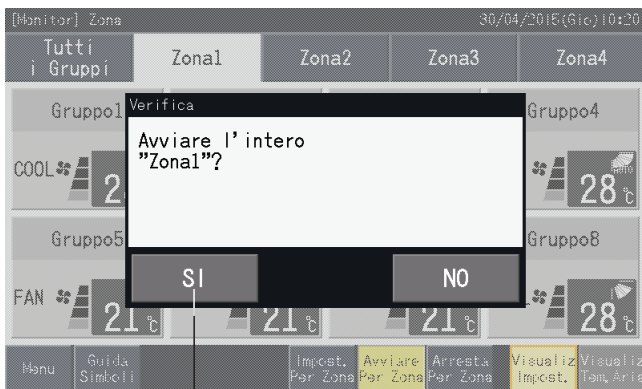 [Monitor] Zona 30/04/2015(Gio)10:20
Tutti i Gruppi
Zona1
Zona2
Zona3
Zona4
Gruppo1
Gruppo4
Verifica
Avviare l'intero
"Zona1"?
COOL
2
28℃
SI
NO
Gruppo5
Gruppo8
FAN
21℃
21℃
21℃
28℃
Menu
Guida Simboli
Impost. Per Zona
Avviare Per Zona
Arresta Per Zona
Visualiz Impost.
Visualiz Tem,Aria